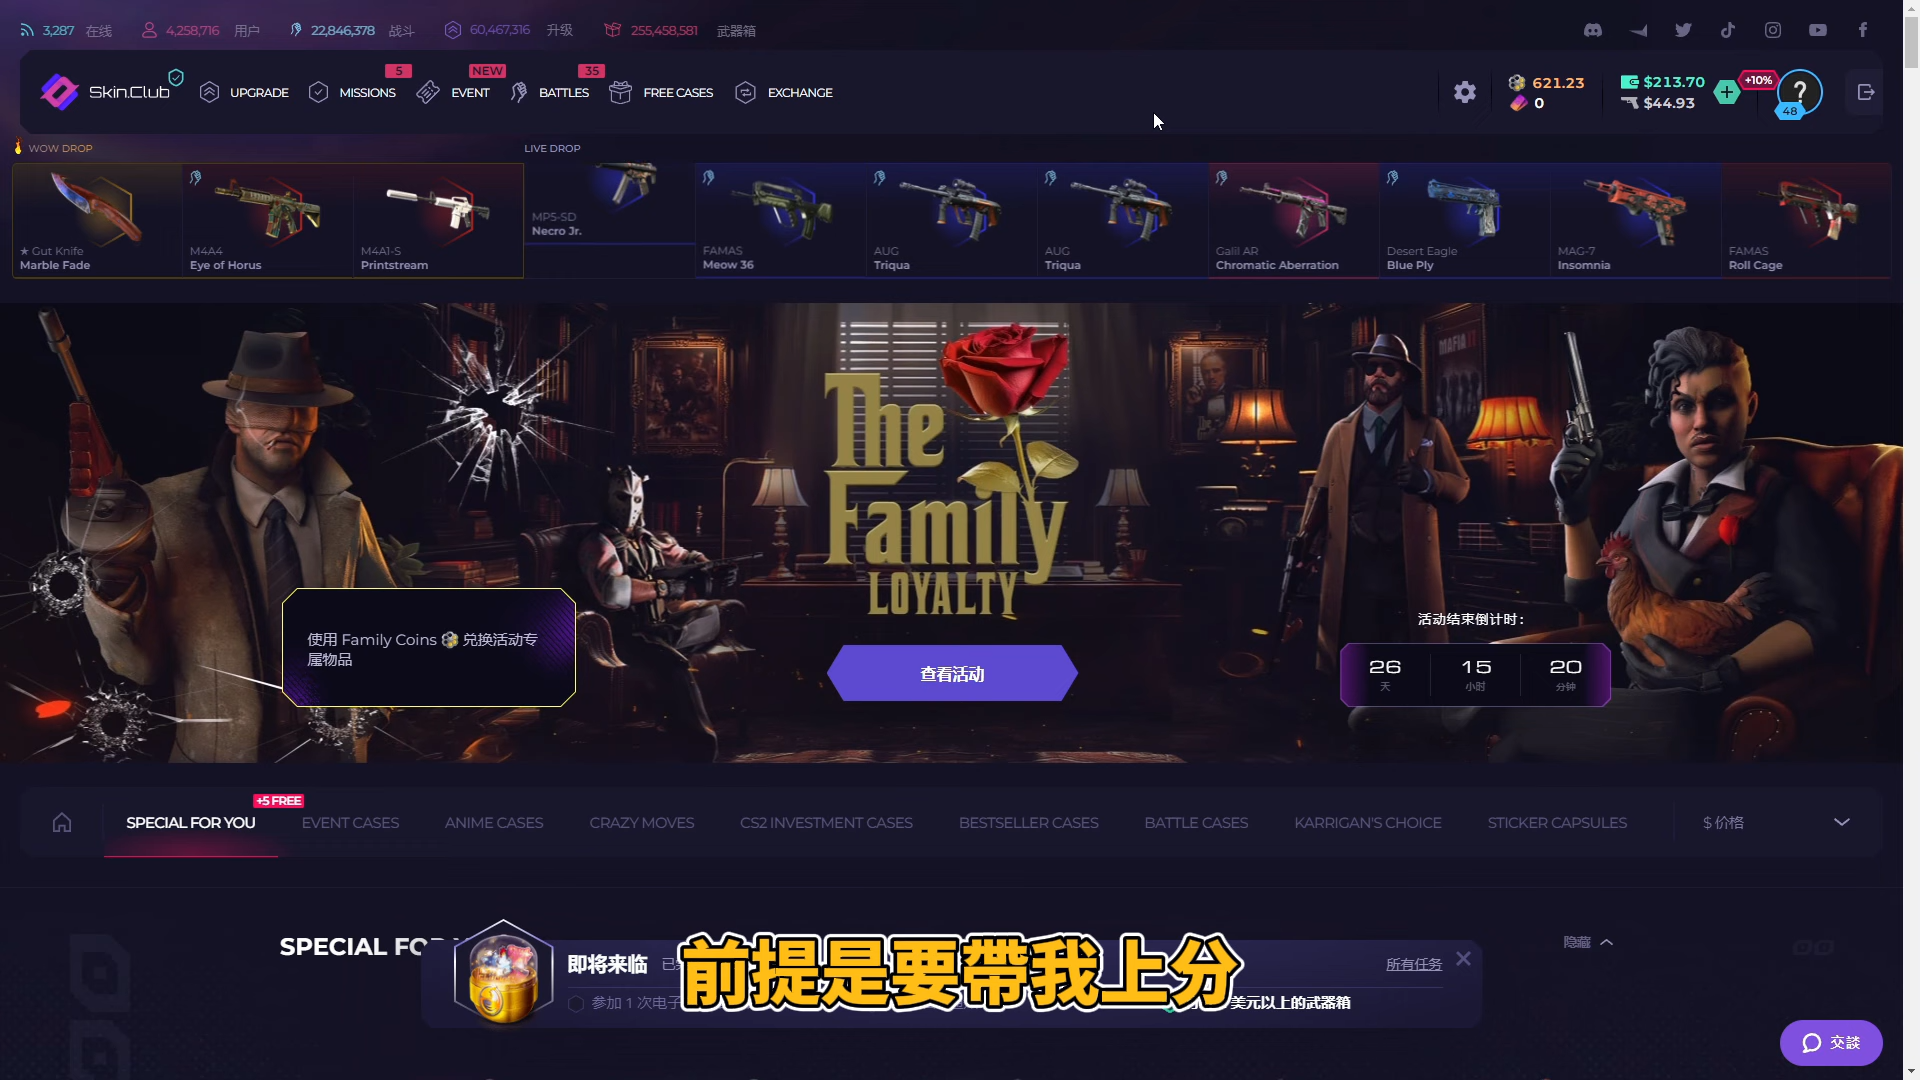 3,287 在线
4,258,716 用户
22,846,378 战斗
60,467,316 升级
255,458,581 武器箱
Skin.Club
UPGRADE
5
MISSIONS
NEW
EVENT
35
BATTLES
FREE CASES
EXCHANGE
621.23
0
$213.70
$44.93
+10%
?
48
WOW DROP
LIVE DROP
★ Gut Knife
Marble Fade
M4A4
Eye of Horus
M4A1-S
Printstream
MP5-SD
Necro Jr.
FAMAS
Meow 36
AUG
Triqua
AUG
Triqua
Galil AR
Chromatic Aberration
Desert Eagle
Blue Ply
MAG-7
Insomnia
FAMAS
Roll Cage
MAFIA II
The
Family
LOYALTY
使用 Family Coins 兑换活动专
属物品
查看活动
活动结束倒计时：
26 15 20
天 小时 分钟
+5 FREE
SPECIAL FOR YOU
EVENT CASES
ANIME CASES
CRAZY MOVES
CS2 INVESTMENT CASES
BESTSELLER CASES
BATTLE CASES
KARRIGAN'S CHOICE
STICKER CAPSULES
$ 价格
SPECIAL FOR
隐藏
即将来临
所有任务
参加 1 次电子
美元以上的武器箱
前提是要帶我上分
交談